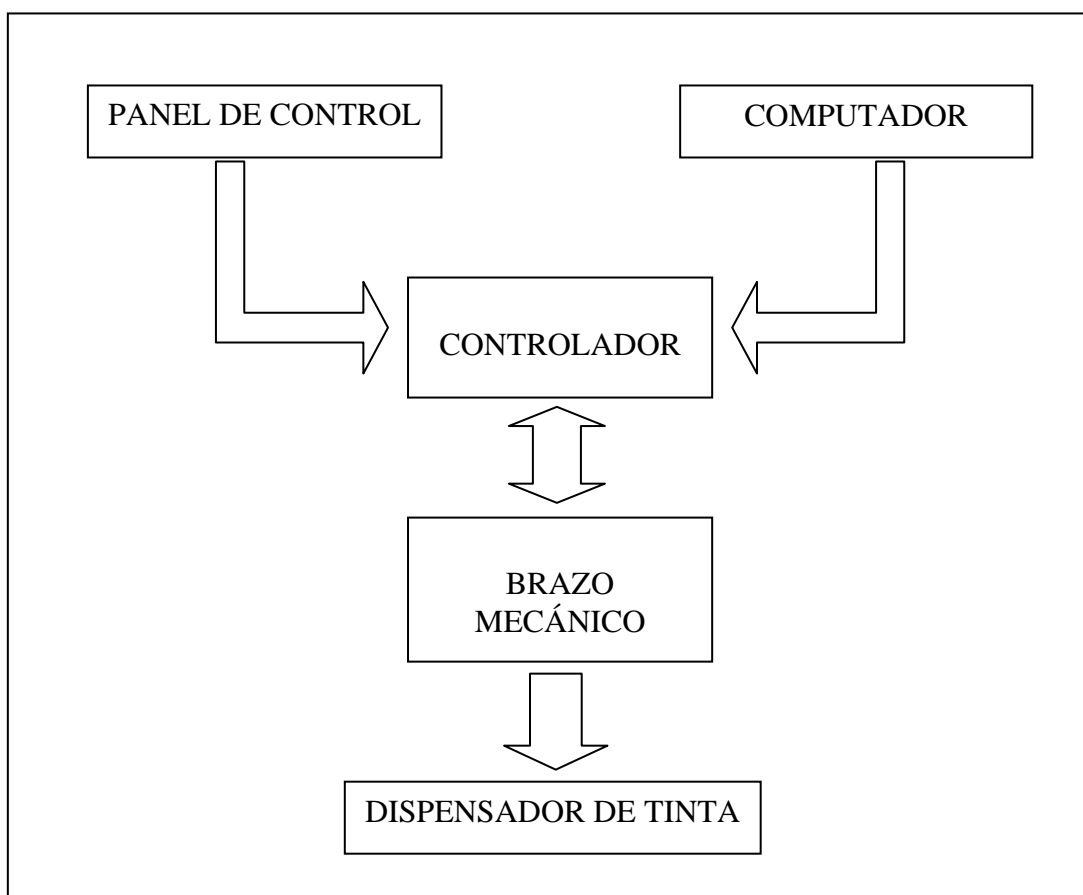 PANEL DE CONTROL
COMPUTADOR
CONTROLADOR
BRAZO
MECÁNICO
DISPENSADOR DE TINTA